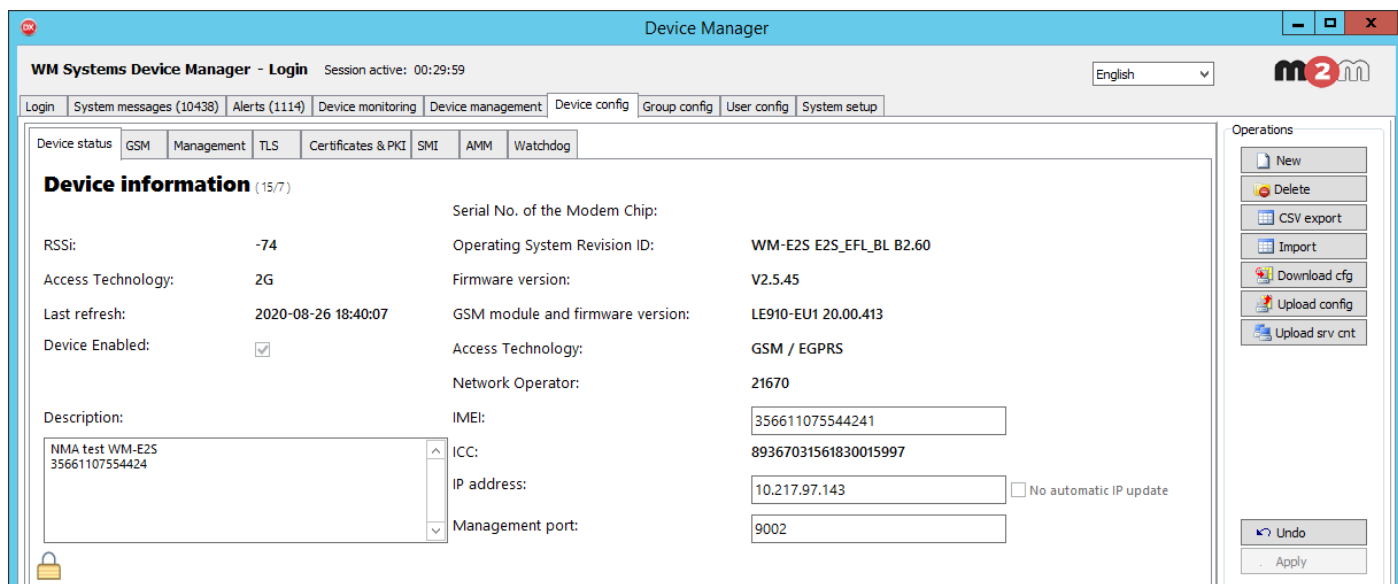 Device Manager
WM Systems Device Manager - Login Session active: 00:29:59
English
m2m
Login System messages (10438) Alerts (1114) Device monitoring Device management Device config Group config User config System setup
Device status GSM Management TLS Certificates & PKI SMI AMM Watchdog
Device information (15/7)
Serial No. of the Modem Chip:
RSSi: -74 Operating System Revision ID: WM-E2S E2S_EFL_BL B2.60
Access Technology: 2G Firmware version: V2.5.45
Last refresh: 2020-08-26 18:40:07 GSM module and firmware version: LE910-EU1 20.00.413
Device Enabled: Access Technology: GSM / EGPRS
Network Operator: 21670
Description: IMEI: 356611075544241
NMA test WM-E2S
35661107554424
ICC: 89367031561830015997
IP address: 10.217.97.143 No automatic IP update
Management port: 9002
Operations
New
Delete
CSV export
Import
Download cfg
Upload config
Upload srv cnt
Undo
. Apply